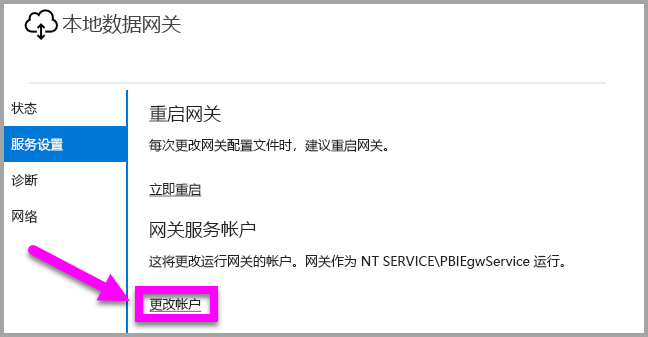 本地数据网关
状态
服务设置
诊断
网络
重启网关
每次更改网关配置文件时，建议重启网关。
立即重启
网关服务帐户
这将更改运行网关的帐户。网关作为 NT SERVICE\PBIEgwService 运行。
更改帐户